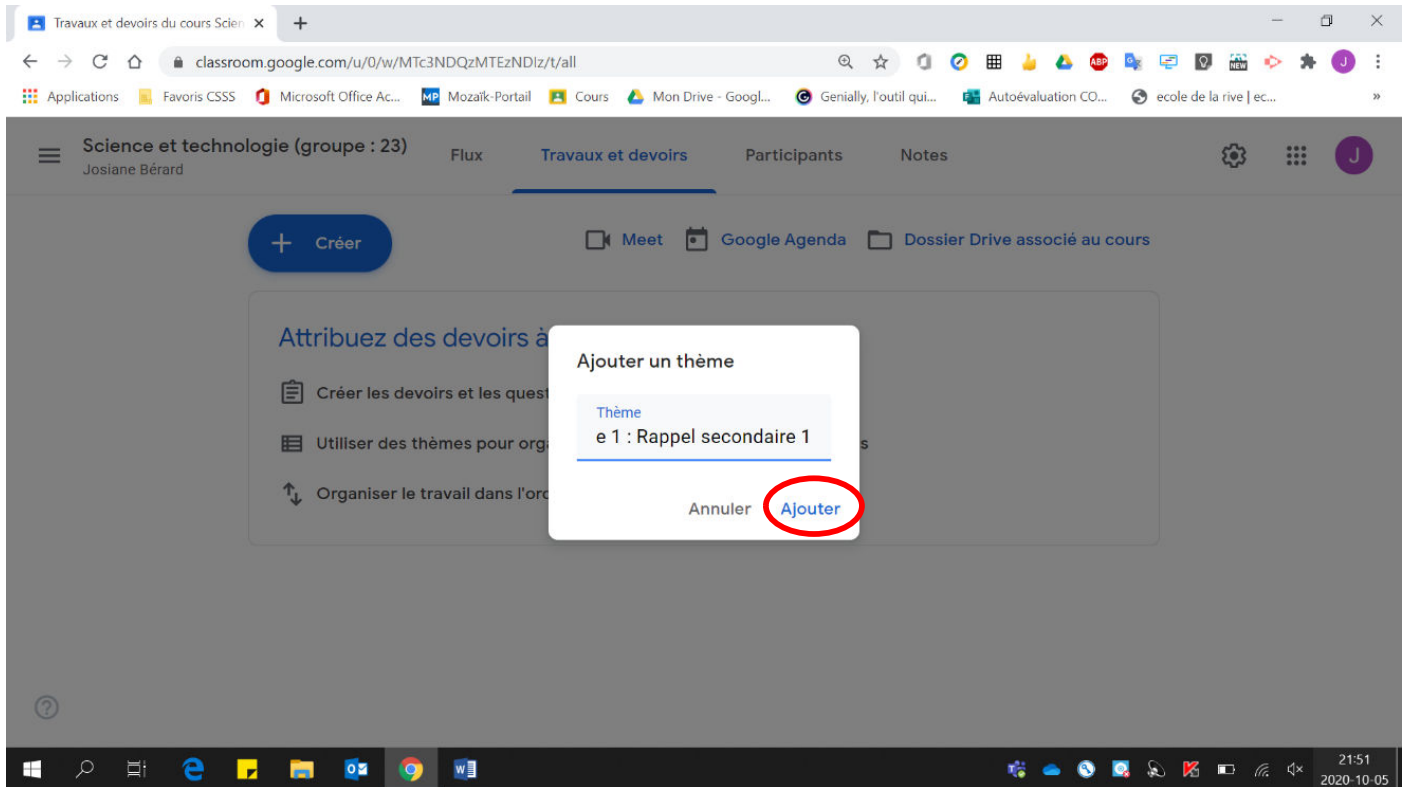 Travaux et devoirs du cours Scien
classroom.google.com/u/0/w/MTc3NDQzMTEzNDIz/t/all
ABP
NEW
J
Applications Favoris CSSS Microsoft Office Ac... MP Mozaïk-Portail Cours Mon Drive - Googl... Genially, l'outil qui... Autoévaluation CO... ecole de la rive | ec... »
Science et technologie (groupe : 23)
Josiane Bérard
Flux Travaux et devoirs Participants Notes
J
Créer
Meet Google Agenda Dossier Drive associé au cours
Attribuez des devoirs à
Créer les devoirs et les quest
Utiliser des thèmes pour orga
s
Organiser le travail dans l'ord
Ajouter un thème
Thème
e 1 : Rappel secondaire 1
Annuler Ajouter
21:51
2020-10-05